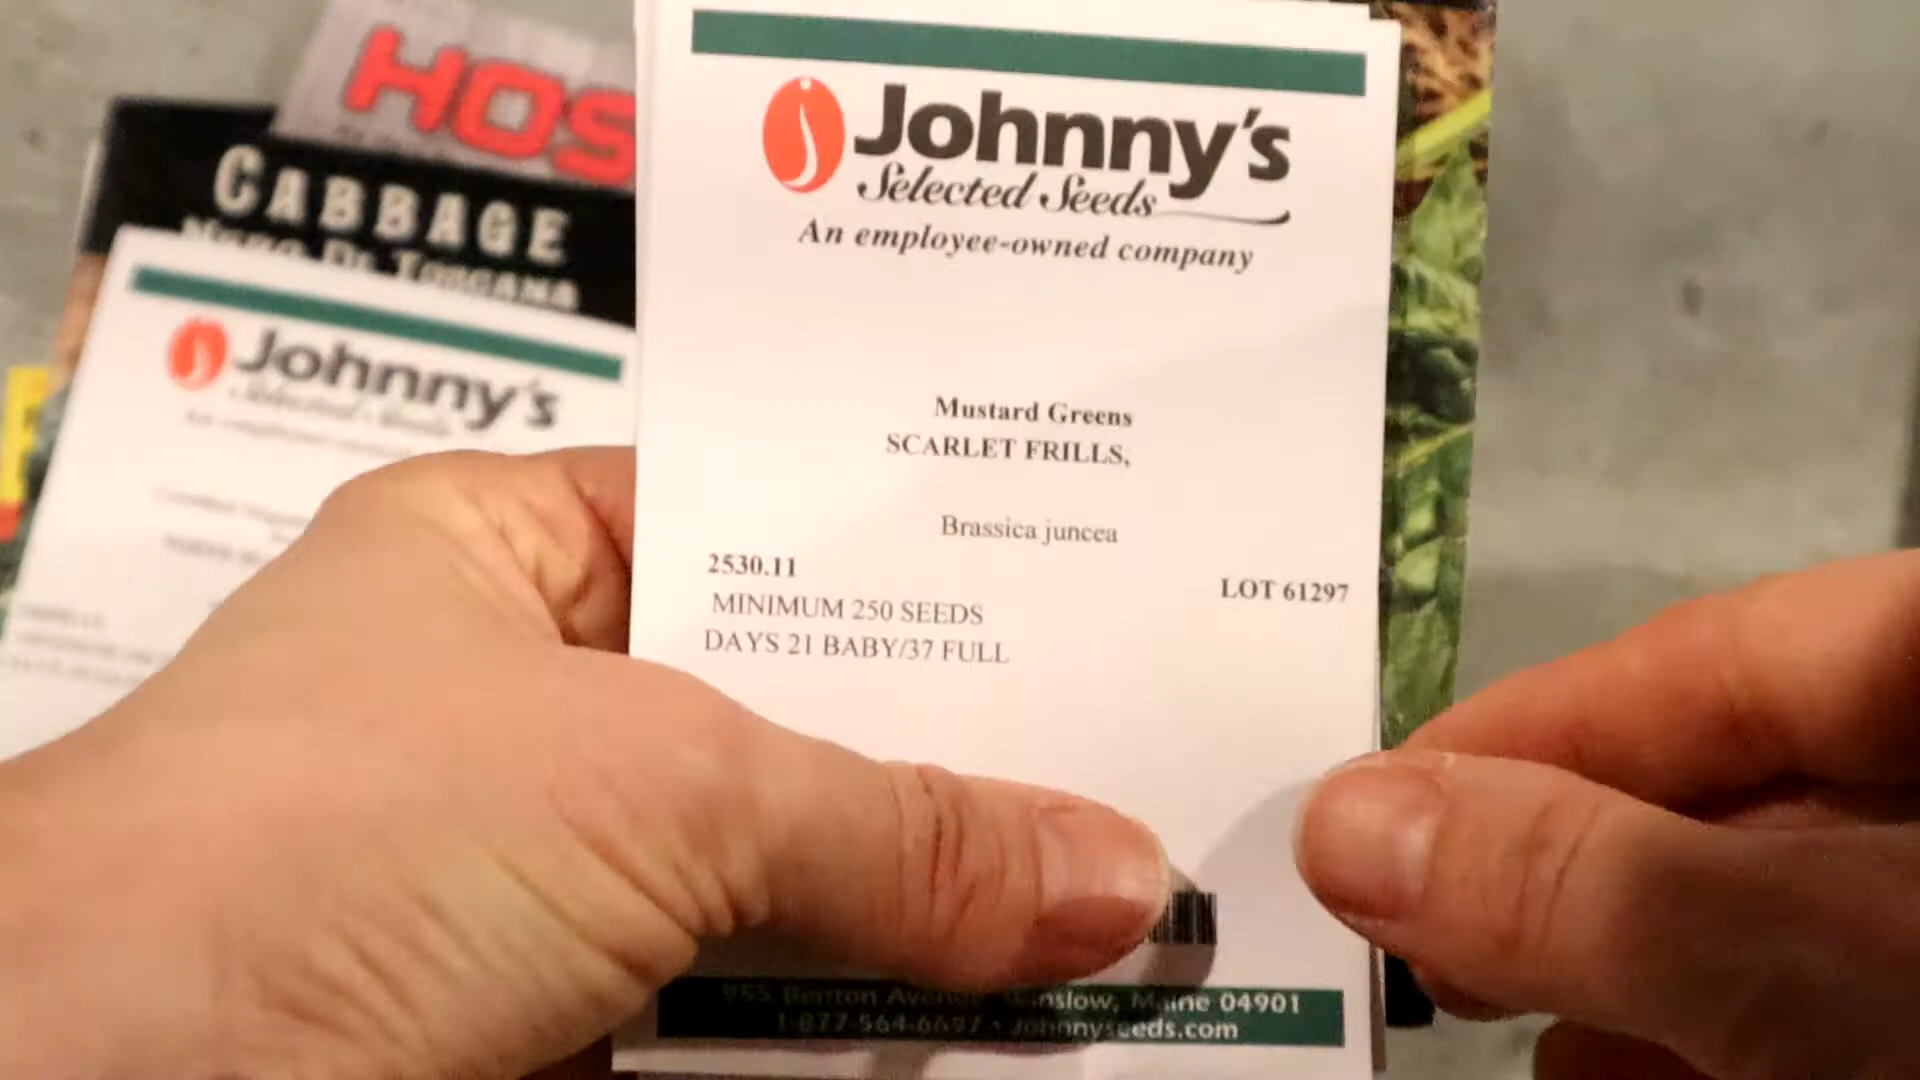 HOS
CABBAGE
NERO DI TOSCANA
Johnny's
Selected Seeds
Johnny's
Selected Seeds
An employee-owned company
Mustard Greens
SCARLET FRILLS,
Brassica juncea
2530.11
LOT 61297
MINIMUM 250 SEEDS
DAYS 21 BABY/37 FULL
955 Benton Avenue Winslow, Maine 04901
1-877-564-6697 • Johnnyseeds.com